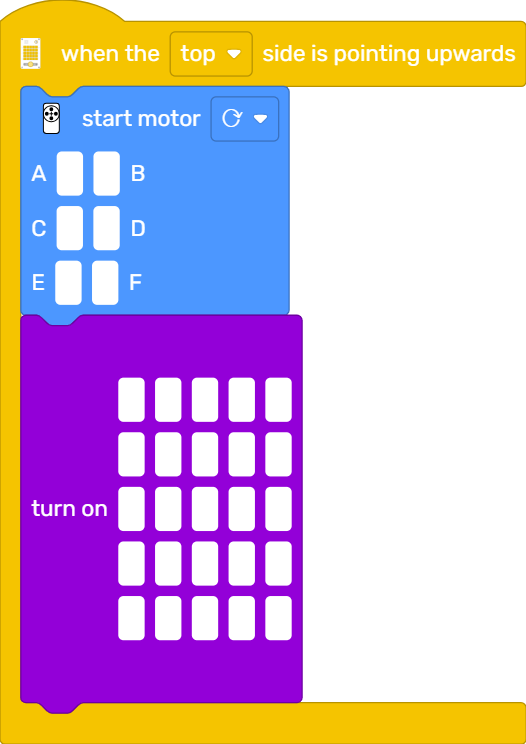 when the top side is pointing upwards
start motor
A B
C D
E F
turn on